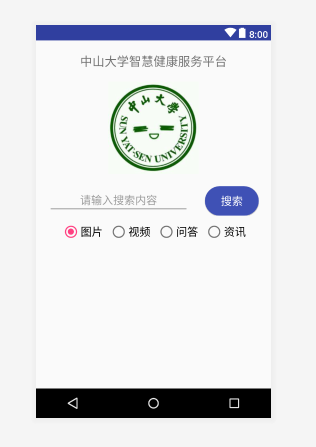 8:00
中山大学智慧健康服务平台
中山大学
SUN YAT-SEN UNIVERSITY
请输入搜索内容
搜索
图片 视频 问答 资讯